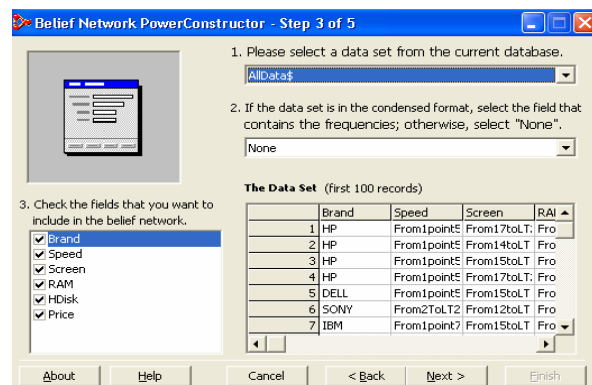 Belief Network PowerConstructor - Step 3 of 5
1. Please select a data set from the current database.
AllData$
2. If the data set is in the condensed format, select the field that
contains the frequencies; otherwise, select "None".
None
3. Check the fields that you want to
include in the belief network.
Brand
Speed
Screen
RAM
HDisk
Price
The Data Set (first 100 records)
Brand Speed Screen RAI
1 HP From1point5 From17toLT: Fro
2 HP From1point5 From14toLT Fro
3 HP From1point5 From15toLT Fro
4 HP From1point5 From17toLT: Fro
5 DELL From1point5 From15toLT Fro
6 SONY From2ToLT2 From12toLT Fro
7 IBM From1point7 From15toLT Fro
About Help Cancel < Back Next > Finish